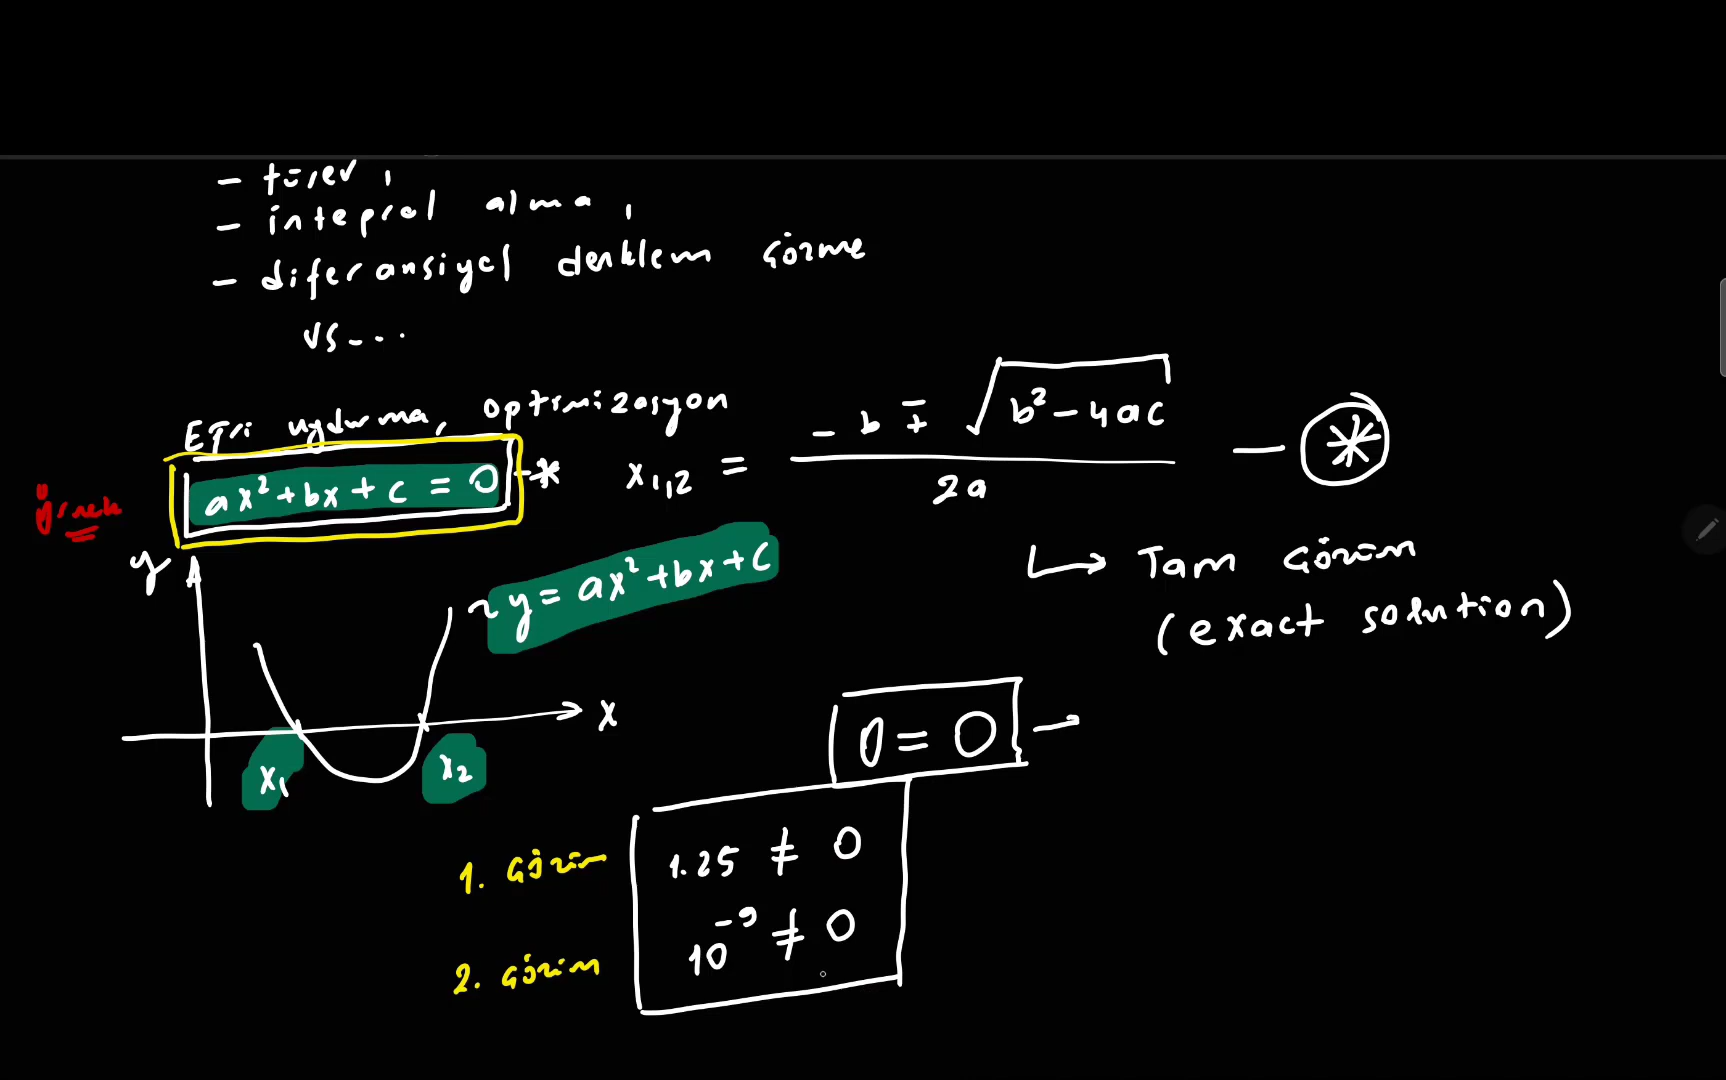 - türev,
- integral alma,
- diferansiyel denklem çözme
vs...
Eğri uydurma, optimizasyon
örnek
ax² + bx + c = 0 *
x₁,₂ = (-b ∓ √(b² - 4ac)) / 2a — *
→ Tam çözüm
(exact solution)
y
y = ax² + bx + c
x
x₁ x₂
0 = 0 →
1. çözüm 1.25 ≠ 0
2. çözüm 10⁻⁹ ≠ 0